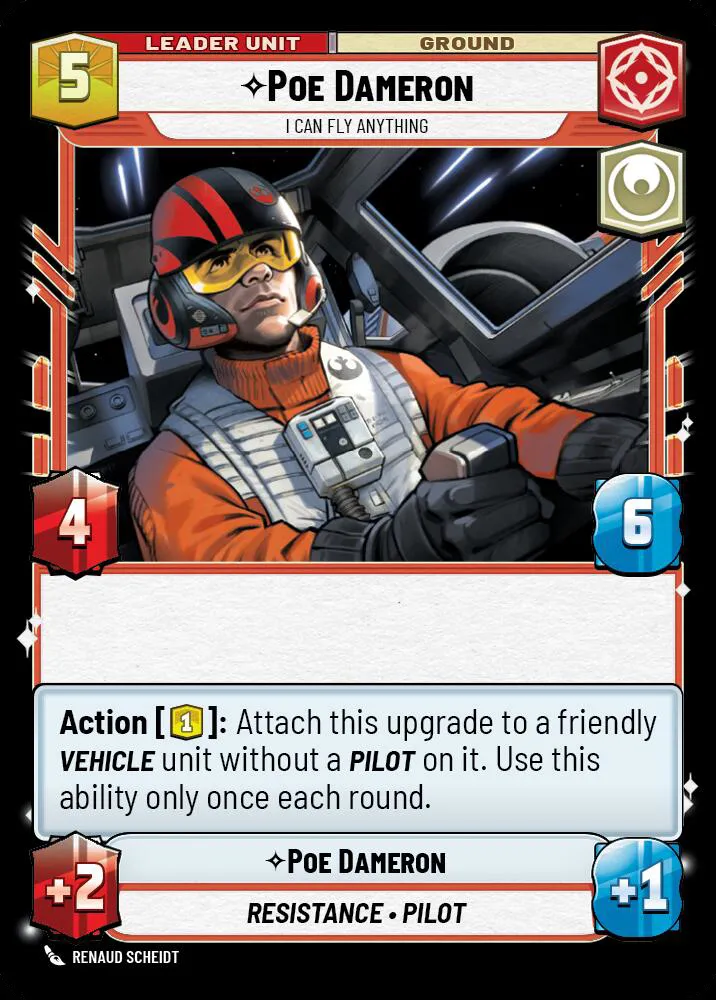 LEADER UNIT GROUND
5
POE DAMERON
I CAN FLY ANYTHING
4
6
Action [1]: Attach this upgrade to a friendly
VEHICLE unit without a PILOT on it. Use this
ability only once each round.
POE DAMERON
+2
+1
RESISTANCE • PILOT
RENAUD SCHEIDT